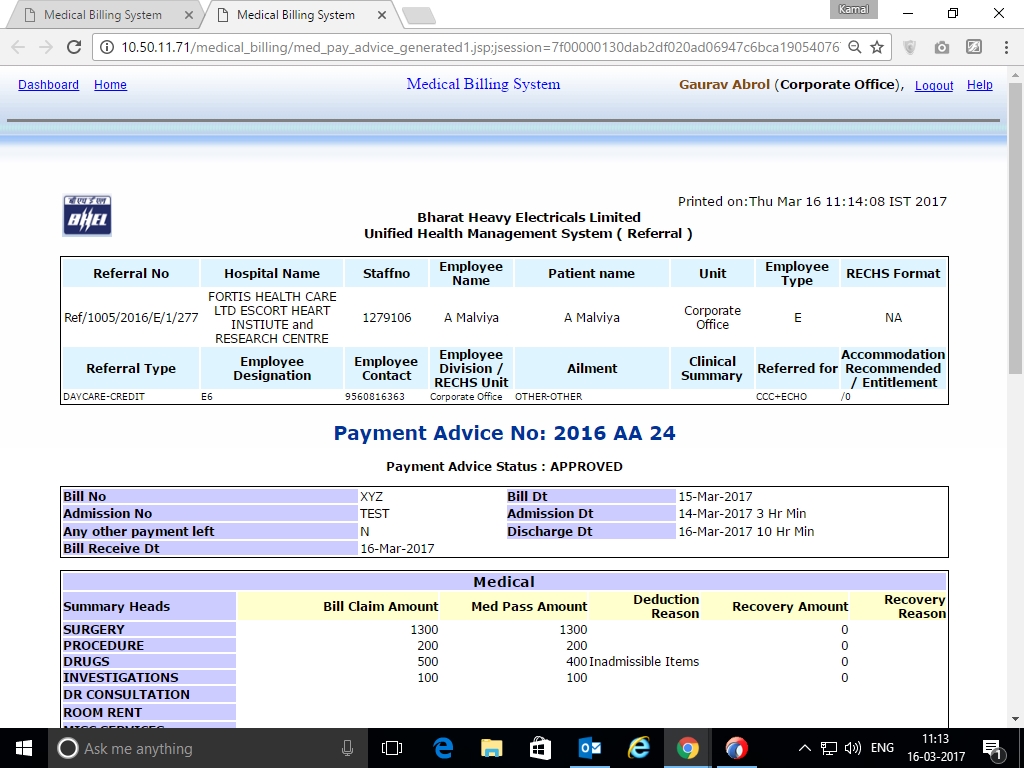 Kamal
Medical Billing System
Medical Billing System
10.50.11.71/medical_billing/med_pay_advice_generated1.jsp;jsession=7f00000130dab2df020ad06947c6bca19054076
Dashboard Home Medical Billing System Gaurav Abrol (Corporate Office), Logout Help
बी एच ई एल
BHEL
Printed on:Thu Mar 16 11:14:08 IST 2017
Bharat Heavy Electricals Limited
Unified Health Management System ( Referral )
Referral No Hospital Name Staffno Employee Name Patient name Unit Employee Type RECHS Format
Ref/1005/2016/E/1/277 FORTIS HEALTH CARE LTD ESCORT HEART INSTIUTE and RESEARCH CENTRE 1279106 A Malviya A Malviya Corporate Office E NA
Referral Type Employee Designation Employee Contact Employee Division / RECHS Unit Ailment Clinical Summary Referred for Accommodation Recommended / Entitlement
DAYCARE-CREDIT E6 9560816363 Corporate Office OTHER-OTHER CCC+ECHO /0
Payment Advice No: 2016 AA 24
Payment Advice Status : APPROVED
Bill No XYZ Bill Dt 15-Mar-2017
Admission No TEST Admission Dt 14-Mar-2017 3 Hr Min
Any other payment left N Discharge Dt 16-Mar-2017 10 Hr Min
Bill Receive Dt 16-Mar-2017
Medical
Summary Heads Bill Claim Amount Med Pass Amount Deduction Reason Recovery Amount Recovery Reason
SURGERY 1300 1300 0
PROCEDURE 200 200 0
DRUGS 500 400 Inadmissible Items 0
INVESTIGATIONS 100 100 0
DR CONSULTATION
ROOM RENT
MISC SERVICES
Ask me anything
ENG
11:13
16-03-2017
1